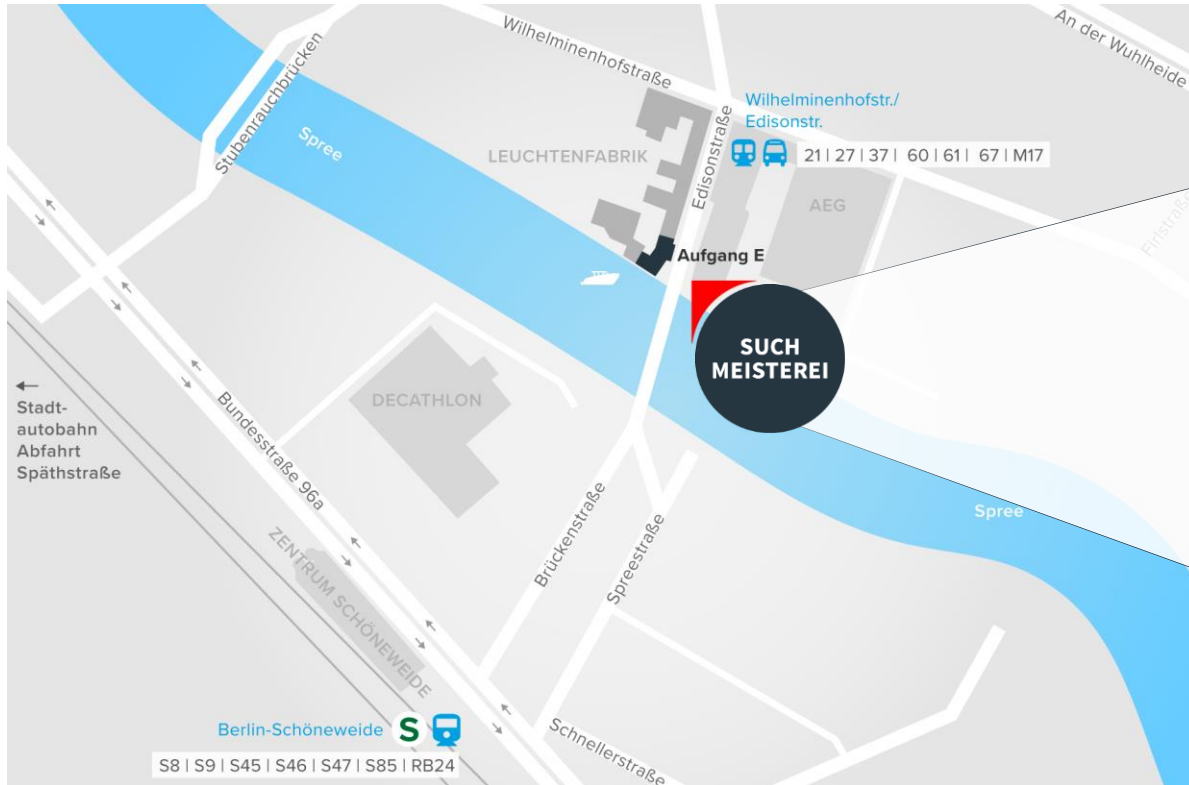 An der Wuhlheide
Wilhelminenhofstraße
Stubenrauchbrücken
Spree
Wilhelminenhofstr./
Edisonstr.
21 | 27 | 37 | 60 | 61 | 67 | M17
LEUCHTENFABRIK
Edisonstraße
AEG
Firlstraße
Aufgang E
SUCH
MEISTEREI
←
Stadt-
autobahn
Abfahrt
Späthstraße
Bundesstraße 96a
DECATHLON
Spree
Brückenstraße
Spreestraße
ZENTRUM SCHÖNEWEIDE
Berlin-Schöneweide S
S8 | S9 | S45 | S46 | S47 | S85 | RB24
Schnellerstraße